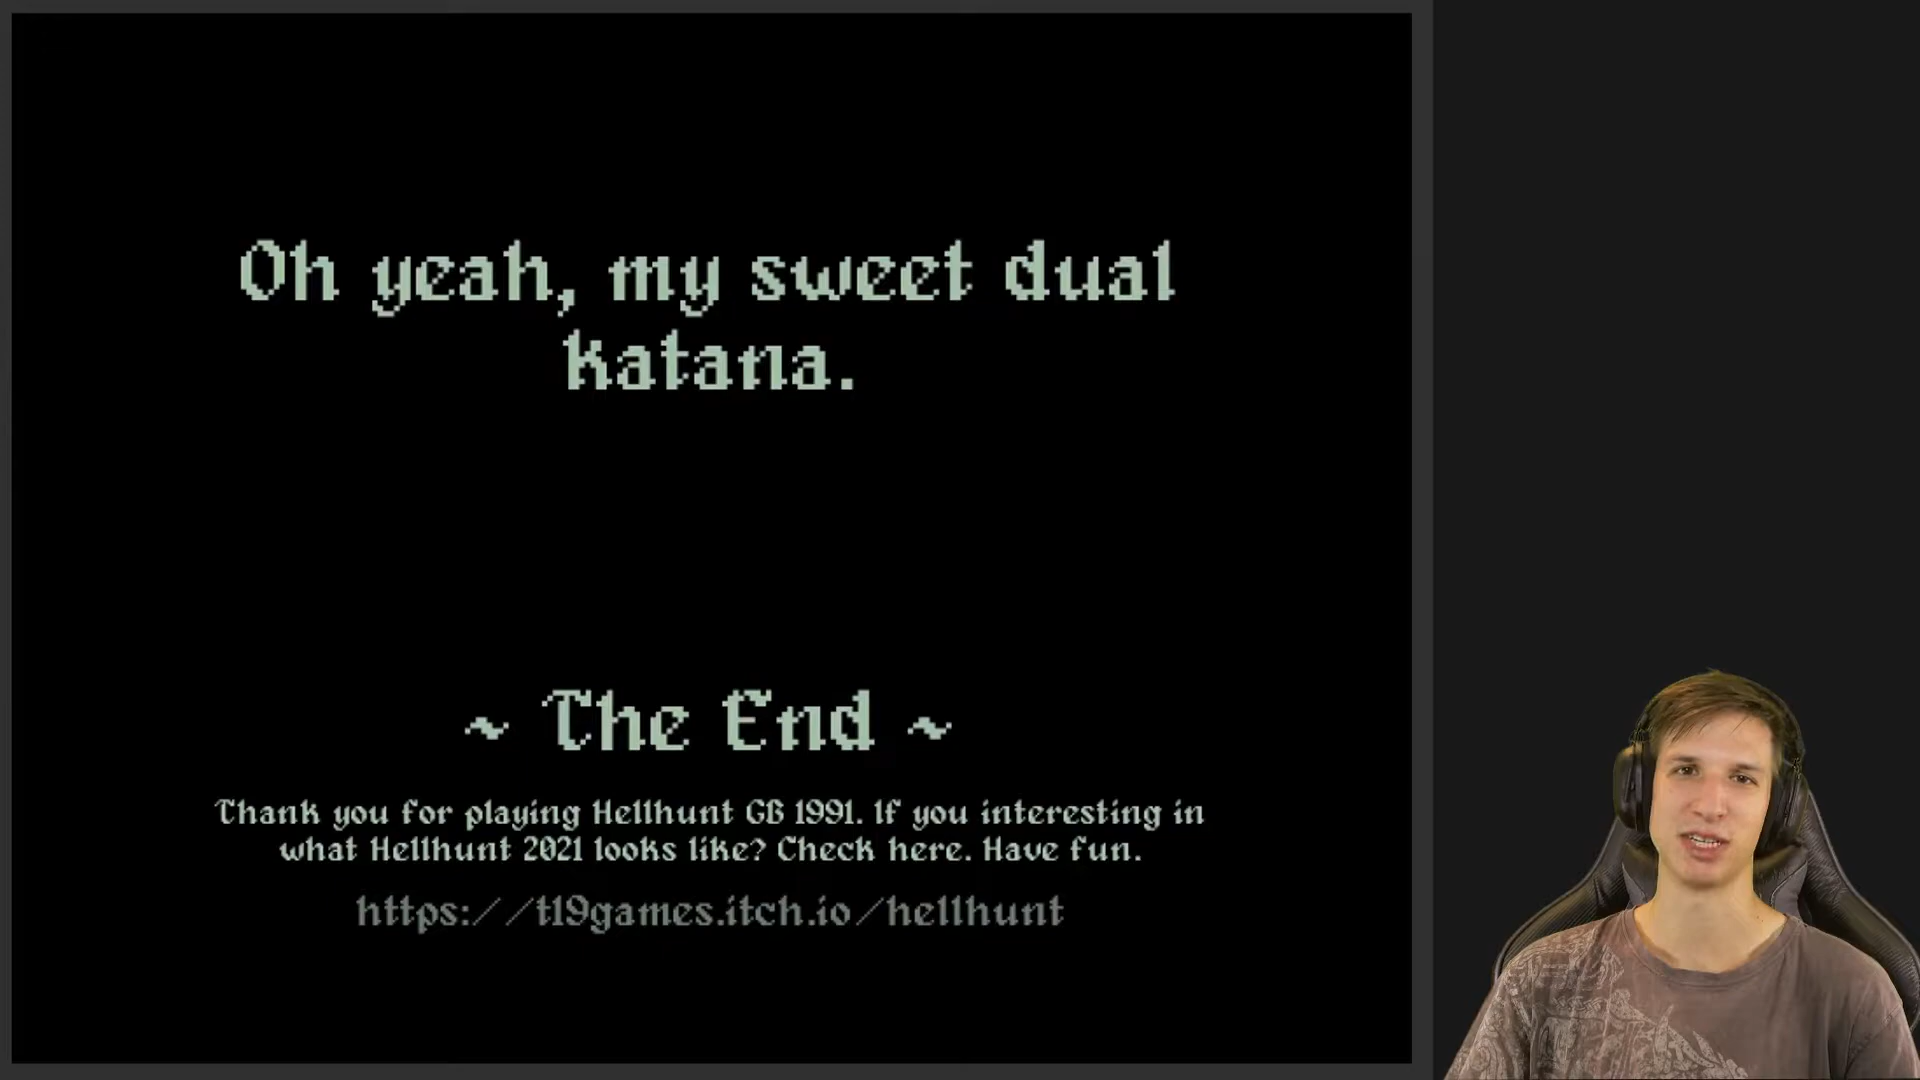 Oh yeah, my sweet dual
katana.
~ The End ~
Thank you for playing Hellhunt GB 1991. If you interesting in
what Hellhunt 2021 looks like? Check here. Have fun.
https://t19games.itch.io/hellhunt